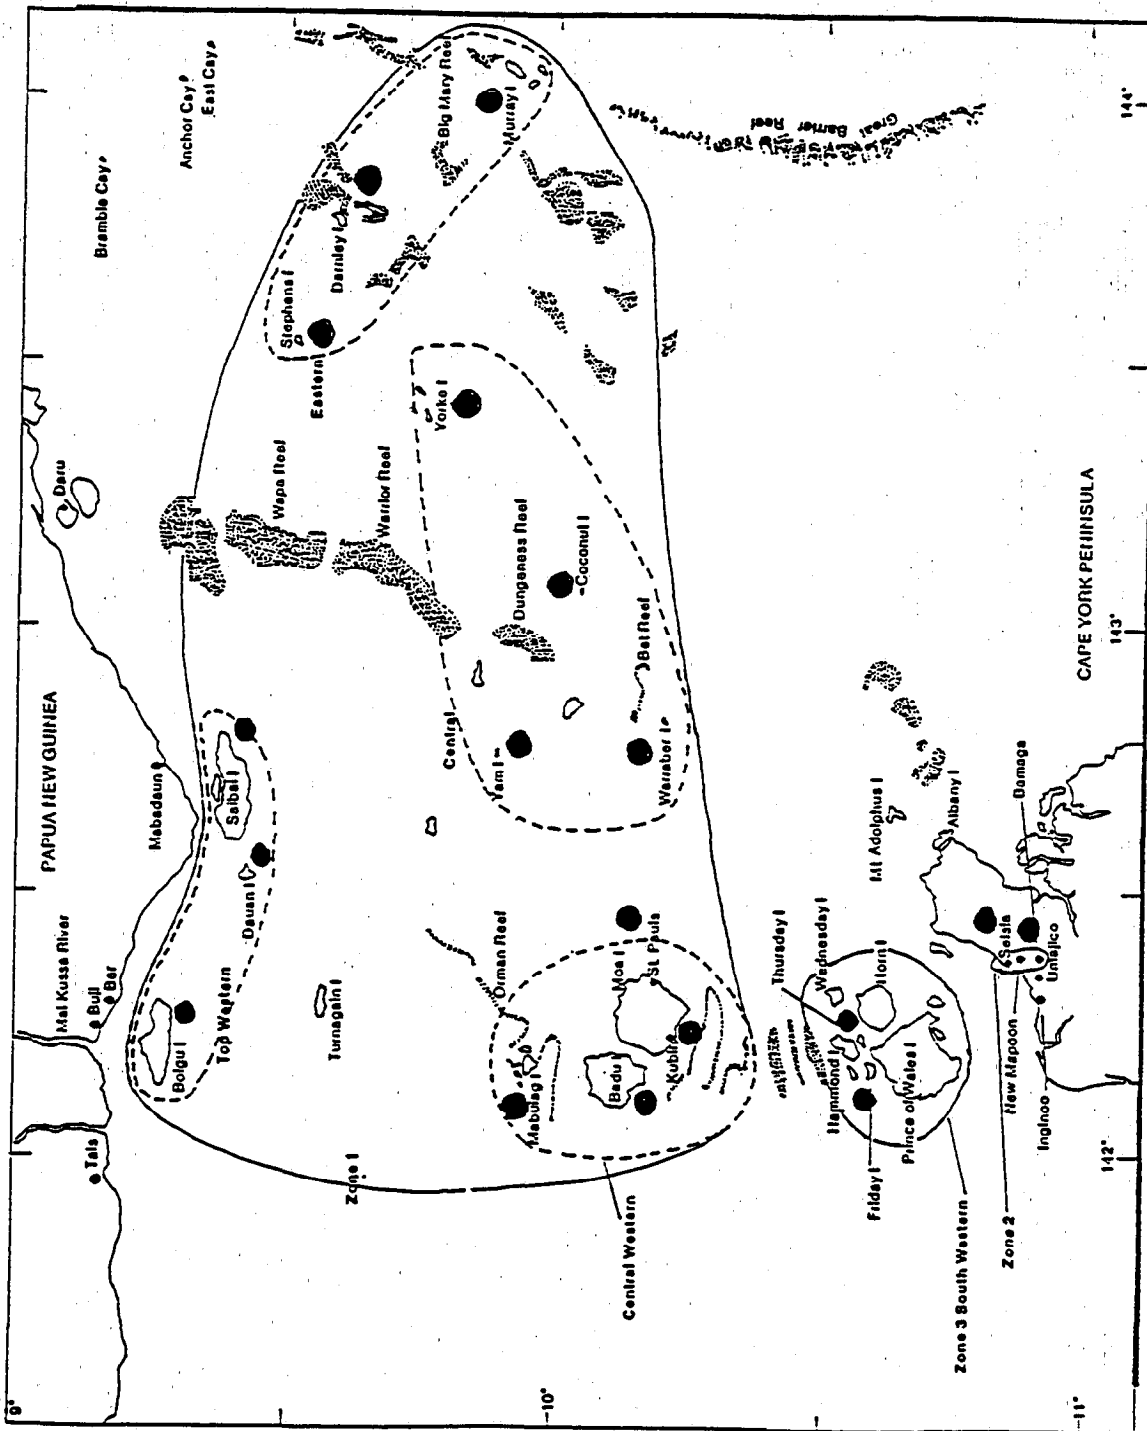 PAPUA NEW GUINEA
Mai Kussa River
Buji
Ber
Tais
Mabadaun
Daru
Bramble Cay
Anchor Cay
East Cay
Boigu I
Top Western
Dauan I
Saibai I
Turnagain I
Zone 1
Wapa Reef
Warrior Reef
Stephens I
Eastern
Darnley I
Big Mary Reef
Murray I
Great Barrier Reef
Central
Yam I
Dungeness Reef
Coconut I
Yorke I
Bet Reef
Warraber I
Orman Reef
Mabuiag I
Moa I
St Pauls
Badu I
Kubin
Central Western
Thursday I
Wednesday I
Hammond I
Horn I
Prince of Wales I
Friday I
Zone 3 South Western
Mt Adolphus I
Albany I
Zone 2
New Mapoon
Seisia
Umajico
Inginoo
Damaga
CAPE YORK PENINSULA
9°
10°
11°
142°
143°
144°